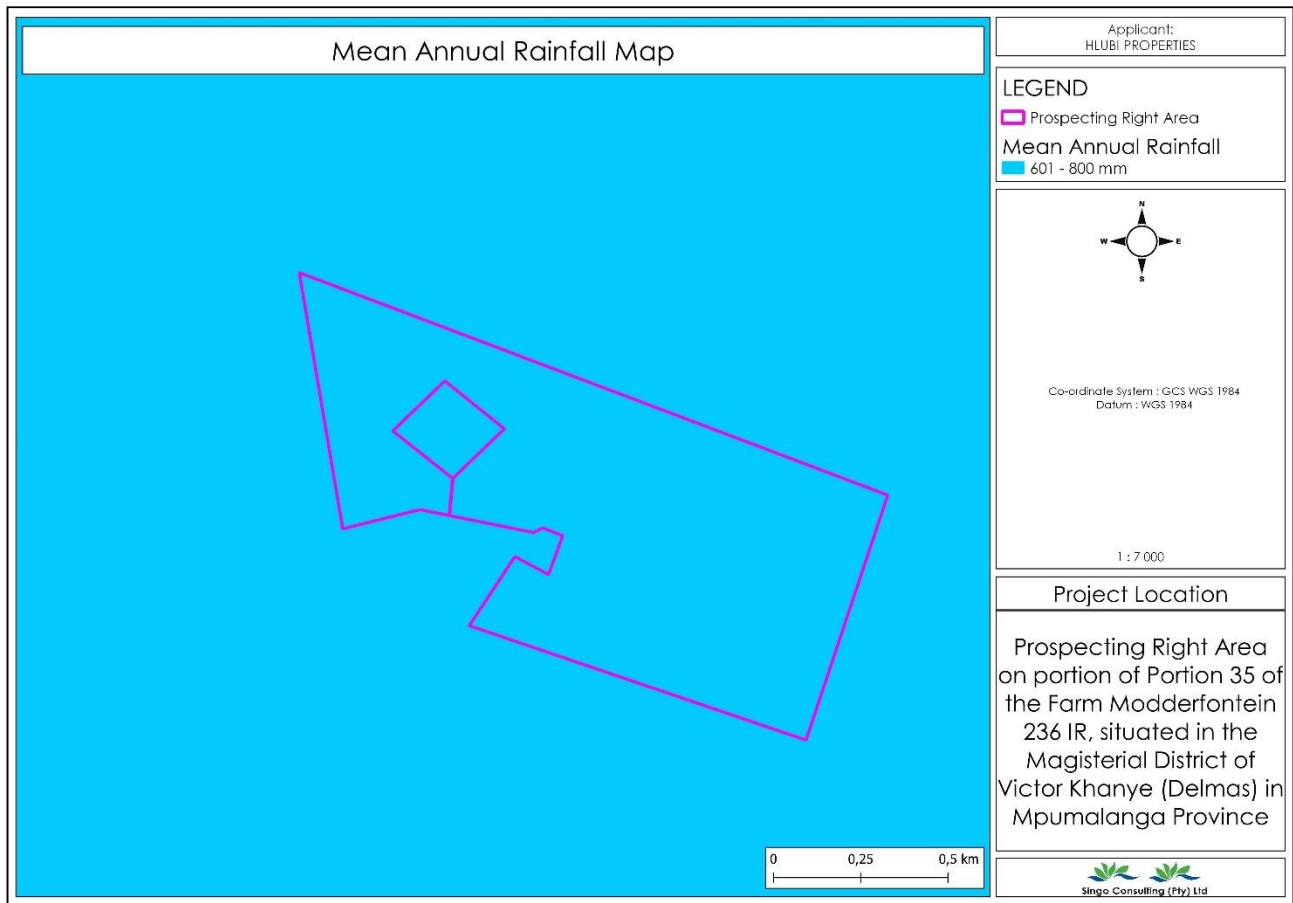 Mean Annual Rainfall Map
Applicant:
HLUBI PROPERTIES
LEGEND
Prospecting Right Area
Mean Annual Rainfall
601 - 800 mm
N
W E
S
Co-ordinate System : GCS WGS 1984
Datum : WGS 1984
1 : 7 000
Project Location
Prospecting Right Area
on portion of Portion 35 of
the Farm Modderfontein
236 IR, situated in the
Magisterial District of
Victor Khanye (Delmas) in
Mpumalanga Province
0 0,25 0,5 km
Singo Consulting (Pty) Ltd